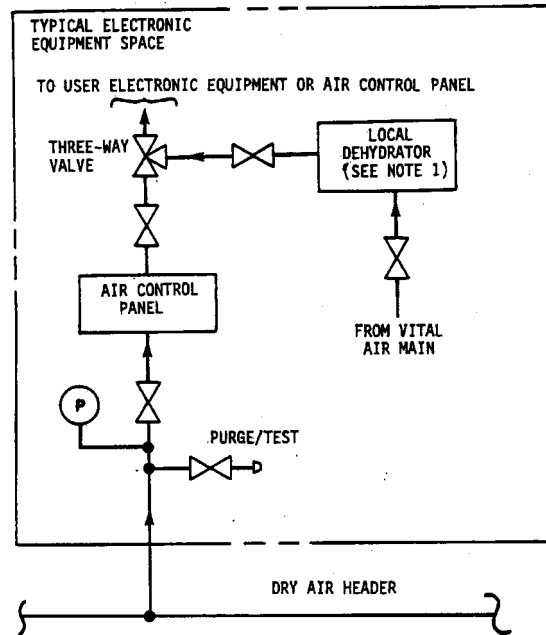 TYPICAL ELECTRONIC
EQUIPMENT SPACE
TO USER ELECTRONIC EQUIPMENT OR AIR CONTROL PANEL
THREE-WAY
VALVE
LOCAL
DEHYDRATOR
(SEE NOTE 1)
AIR CONTROL
PANEL
FROM VITAL
AIR MAIN
P
PURGE/TEST
DRY AIR HEADER